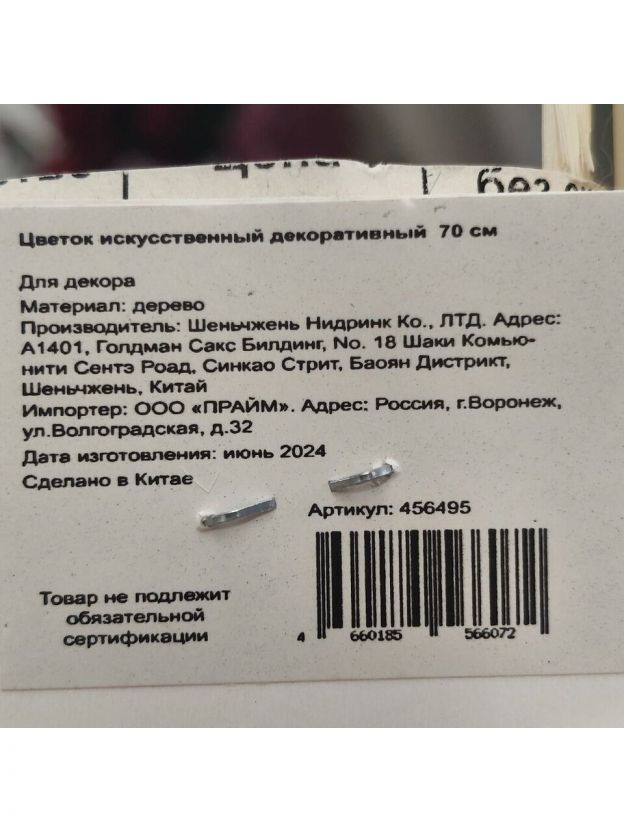 без
Цветок искусственный декоративный 70 см
Для декора
Материал: дерево
Производитель: Шеньчжень Нидринк Ко., ЛТД. Адрес:
А1401, Голдман Сакс Билдинг, No. 18 Шаки Комью-
нити Сентэ Роад, Синкао Стрит, Баоян Дистрикт,
Шеньчжень, Китай
Импортер: ООО «ПРАЙМ». Адрес: Россия, г.Воронеж,
ул.Волгоградская, д.32
Дата изготовления: июнь 2024
Сделано в Китае
Артикул: 456495
Товар не подлежит
обязательной
сертификации
4 660185 566072